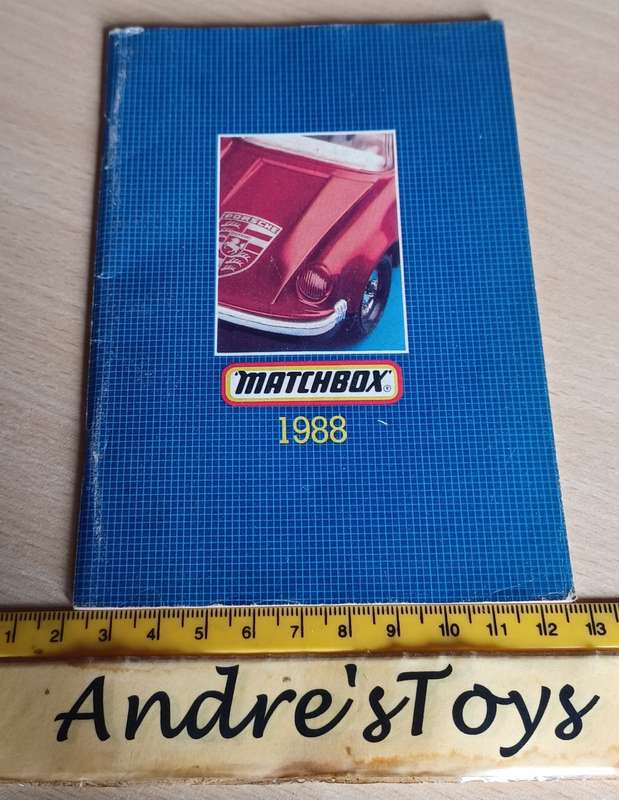 PORSCHE
"MATCHBOX"®
1988
1 2 3 4 5 6 7 8 9 10 11 12 13
Andre'sToys